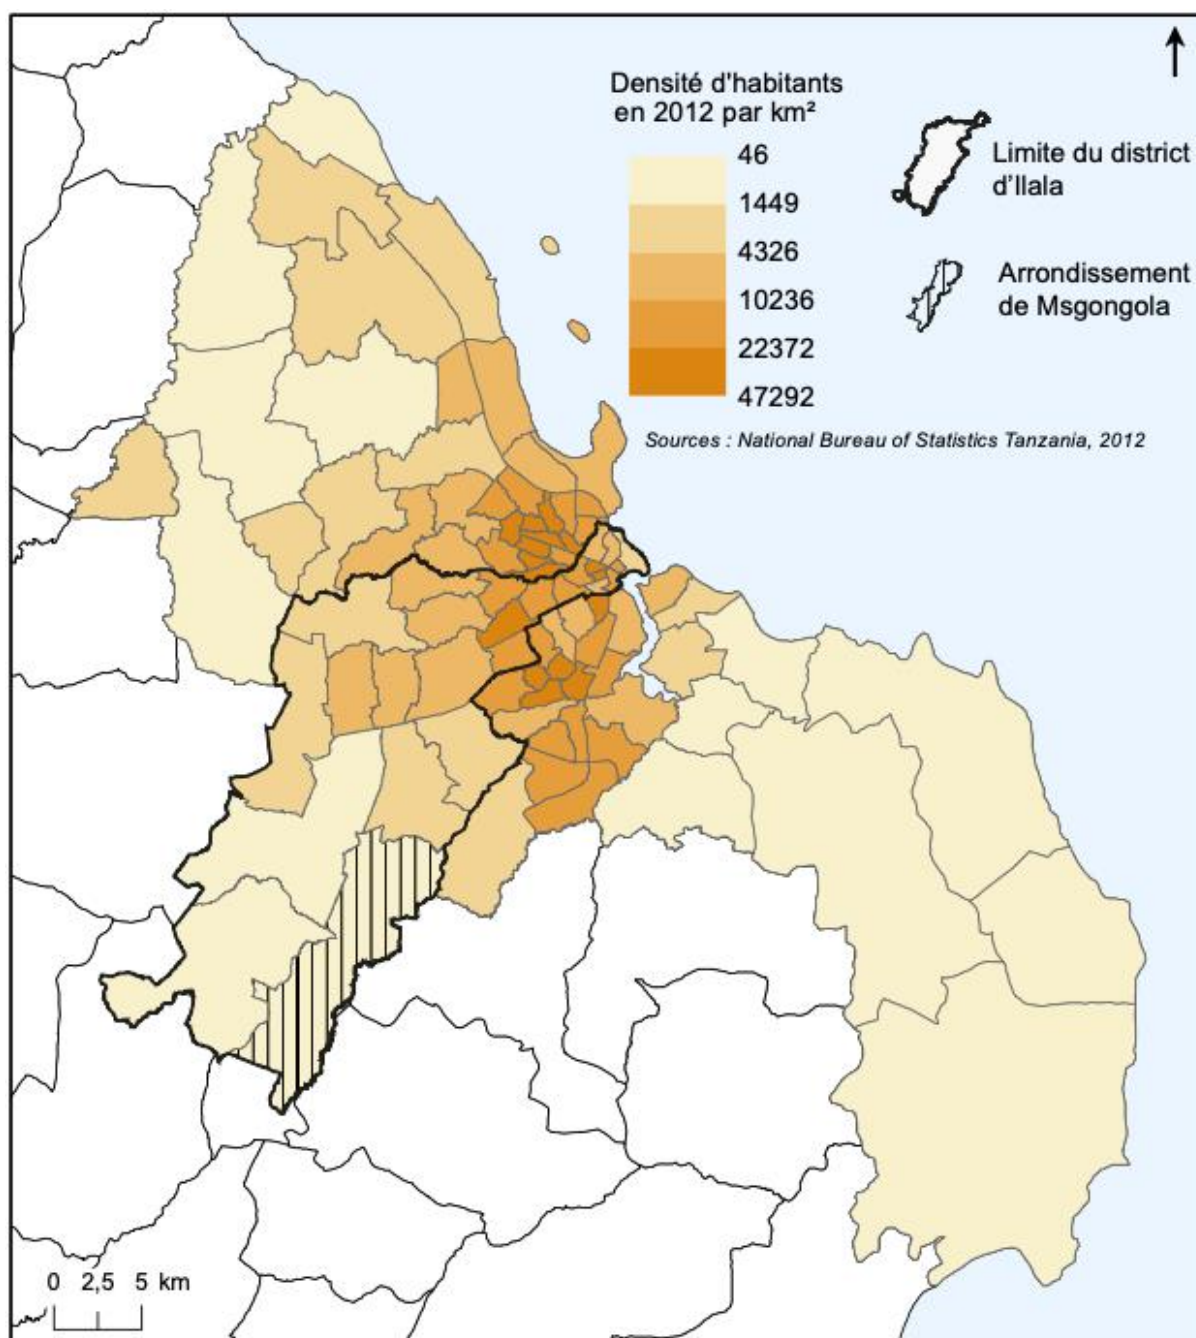 Densité d'habitants
en 2012 par km²
46
1449
4326
10236
22372
47292
Limite du district
d'Ilala
Arrondissement
de Msgongola
Sources : National Bureau of Statistics Tanzania, 2012
0 2,5 5 km